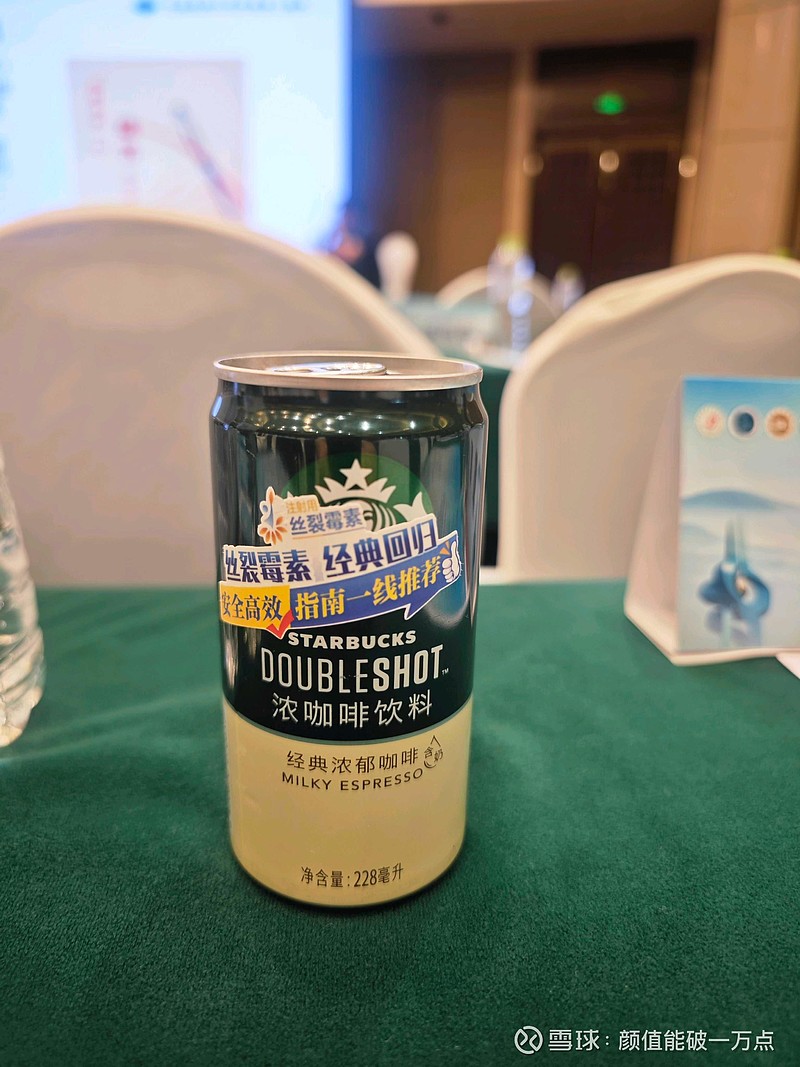 注射用
丝裂霉素
丝裂霉素 经典回归
安全高效 指南一线推荐
STARBUCKS
DOUBLESHOT™
浓咖啡饮料
经典浓郁咖啡 含奶
MILKY ESPRESSO
净含量:228毫升
雪球:颜值能破一万点